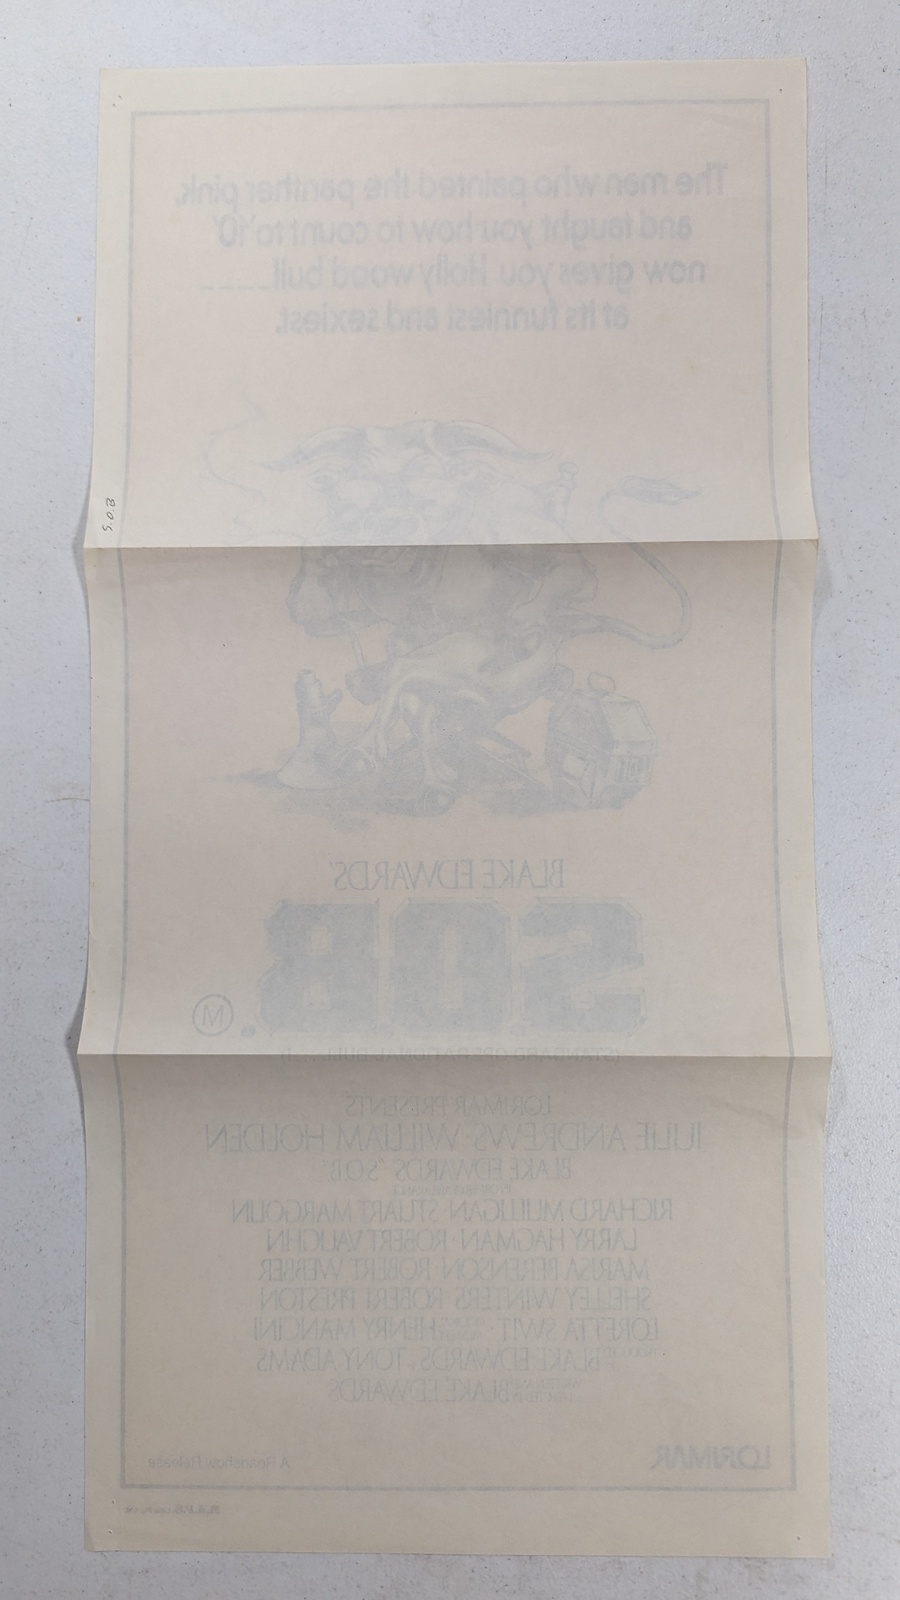 The man who painted the panther pink,
and taught you how to count to '10'
now gives you Hollywood bull____
at its funniest and sexiest.
S.O.B
BLAKE EDWARDS'
S.O.B.
M
(STANDARD OPERATIONAL BULL
LORIMAR PRESENTS
JULIE ANDREWS · WILLIAM HOLDEN
BLAKE EDWARDS' "S.O.B."
RICHARD MULLIGAN · STUART MARGOLIN
LARRY HAGMAN · ROBERT VAUGHN
MARISA BERENSON · ROBERT WEBBER
SHELLEY WINTERS · ROBERT PRESTON
LORETTA SWIT · HENRY MANCINI
BLAKE EDWARDS · TONY ADAMS
BLAKE EDWARDS
LORIMAR
A Roadshow Release